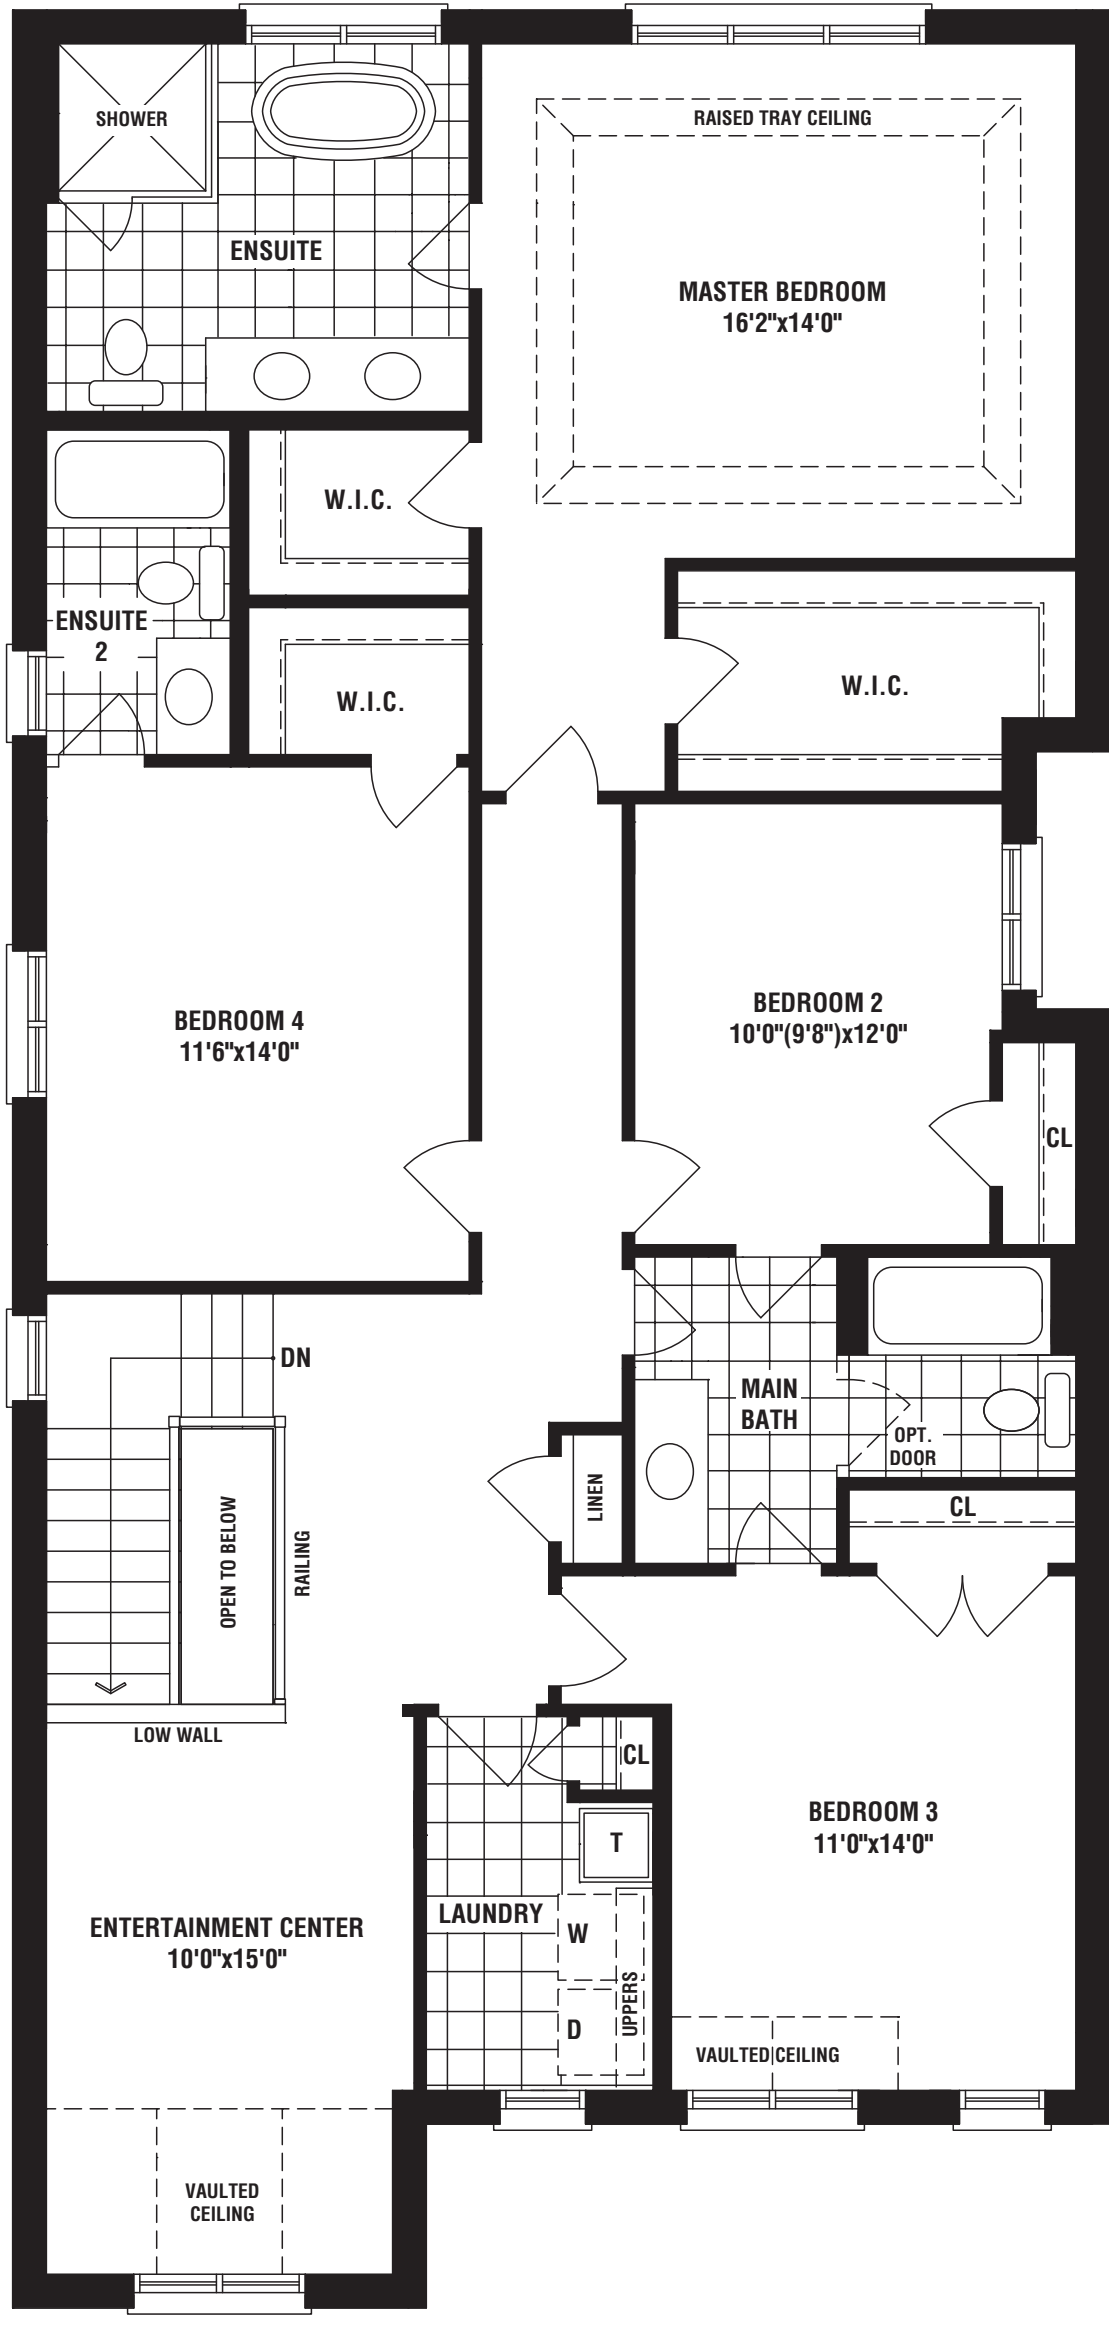 SHOWER
RAISED TRAY CEILING
ENSUITE
MASTER BEDROOM
16'2"x14'0"
W.I.C.
ENSUITE
2
W.I.C.
W.I.C.
BEDROOM 4
11'6"x14'0"
BEDROOM 2
10'0"(9'8")x12'0"
CL
DN
MAIN
BATH
OPT.
DOOR
LINEN
CL
OPEN TO BELOW
RAILING
LOW WALL
CL
T
BEDROOM 3
11'0"x14'0"
LAUNDRY
W
D
UPPERS
ENTERTAINMENT CENTER
10'0"x15'0"
VAULTED CEILING
VAULTED
CEILING